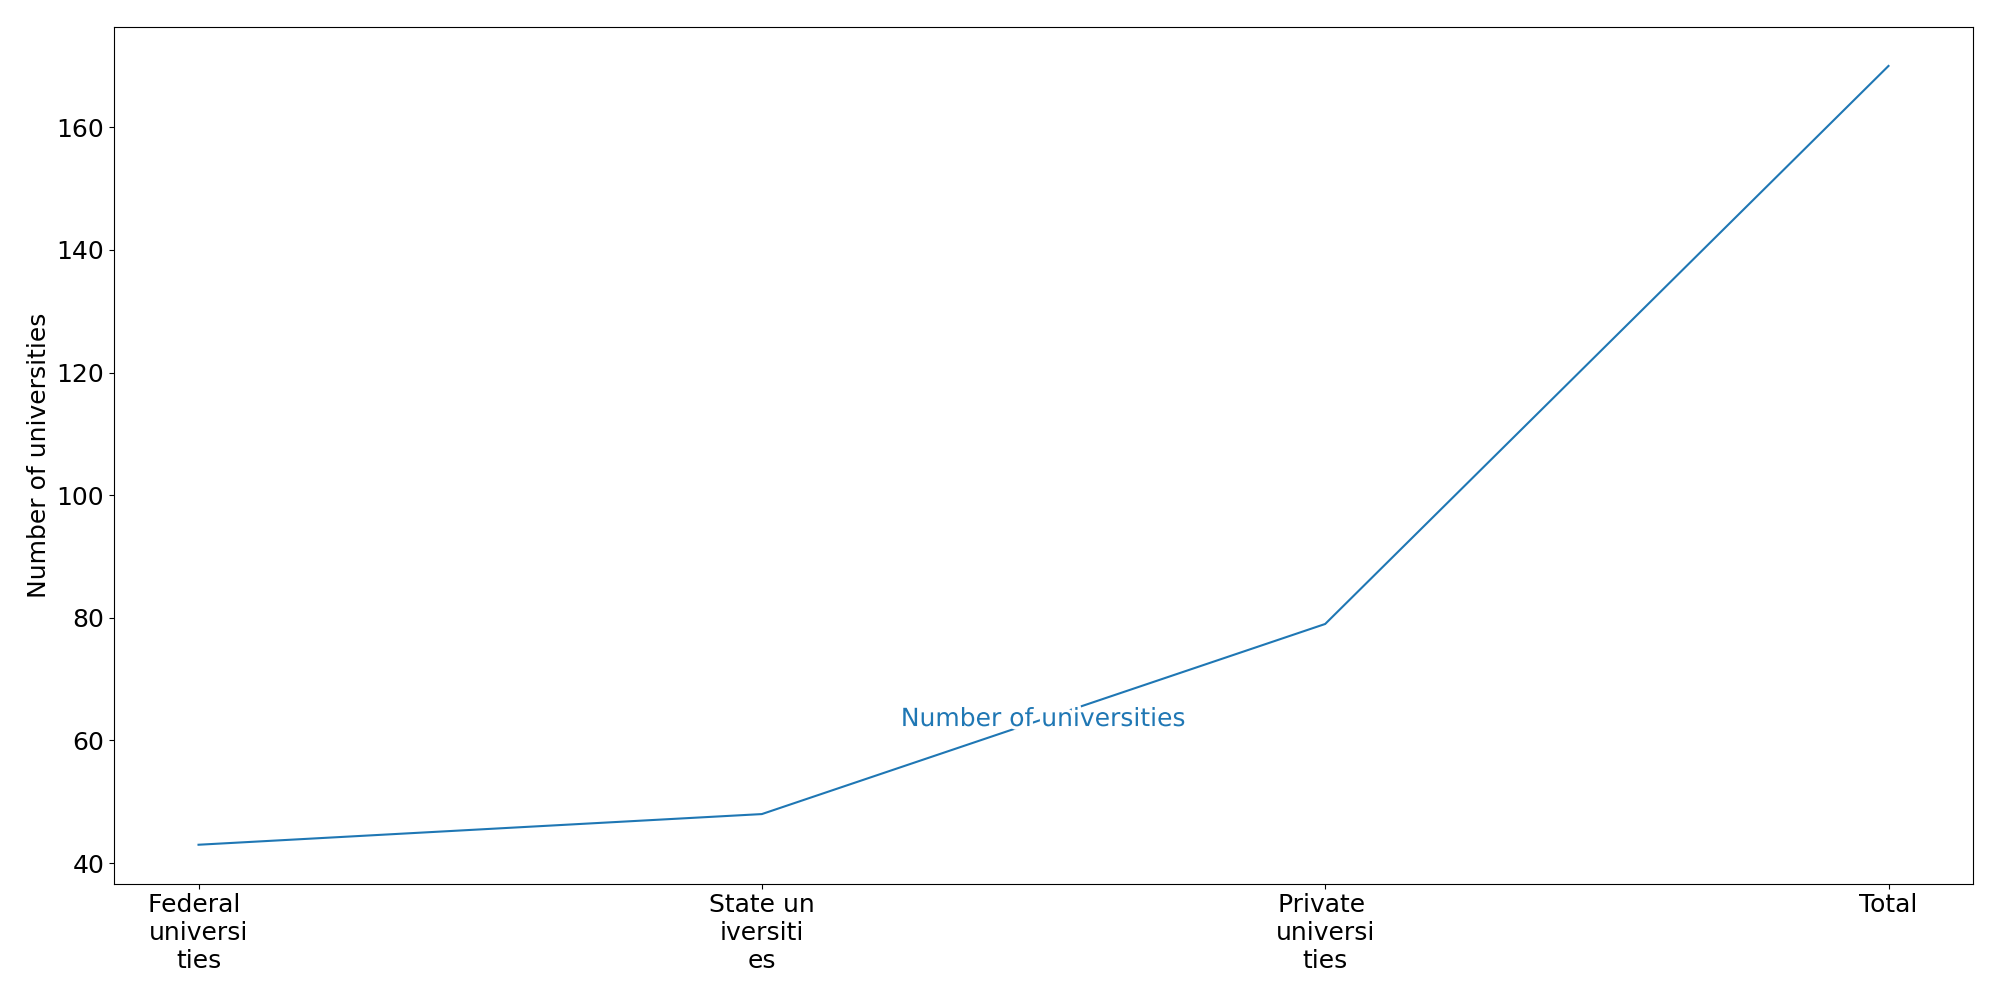 160
140
120
100
80
60
40
Number of universities
Number of universities
Federal
universi
ties
State un
iversiti
es
Private
universi
ties
Total